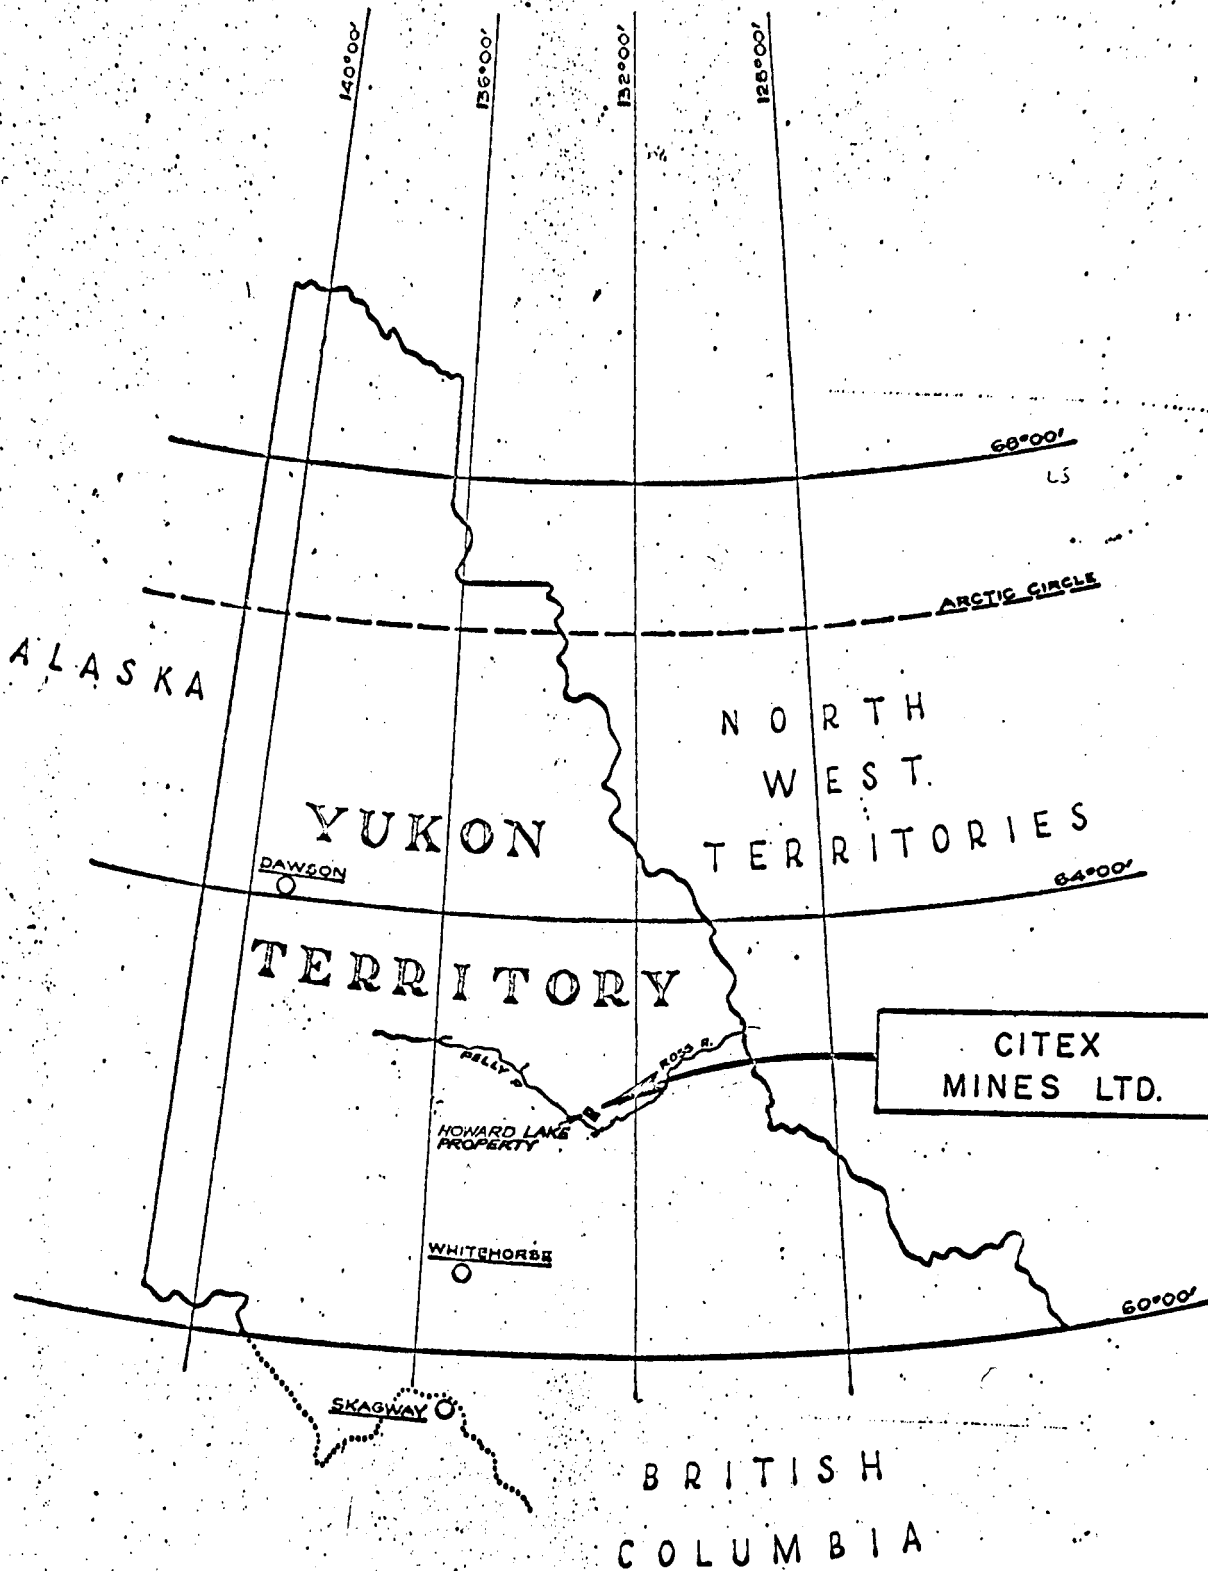 140°00'
136°00'
132°00'
128°00'
68°00'
LS
ARCTIC CIRCLE
ALASKA
NORTH
WEST.
TERRITORIES
YUKON
DAWSON
64°00'
TERRITORY
PELLY R.
ROSS R.
CITEX
MINES LTD.
HOWARD LAKE
PROPERTY
WHITEHORSE
60°00'
SKAGWAY
BRITISH
COLUMBIA